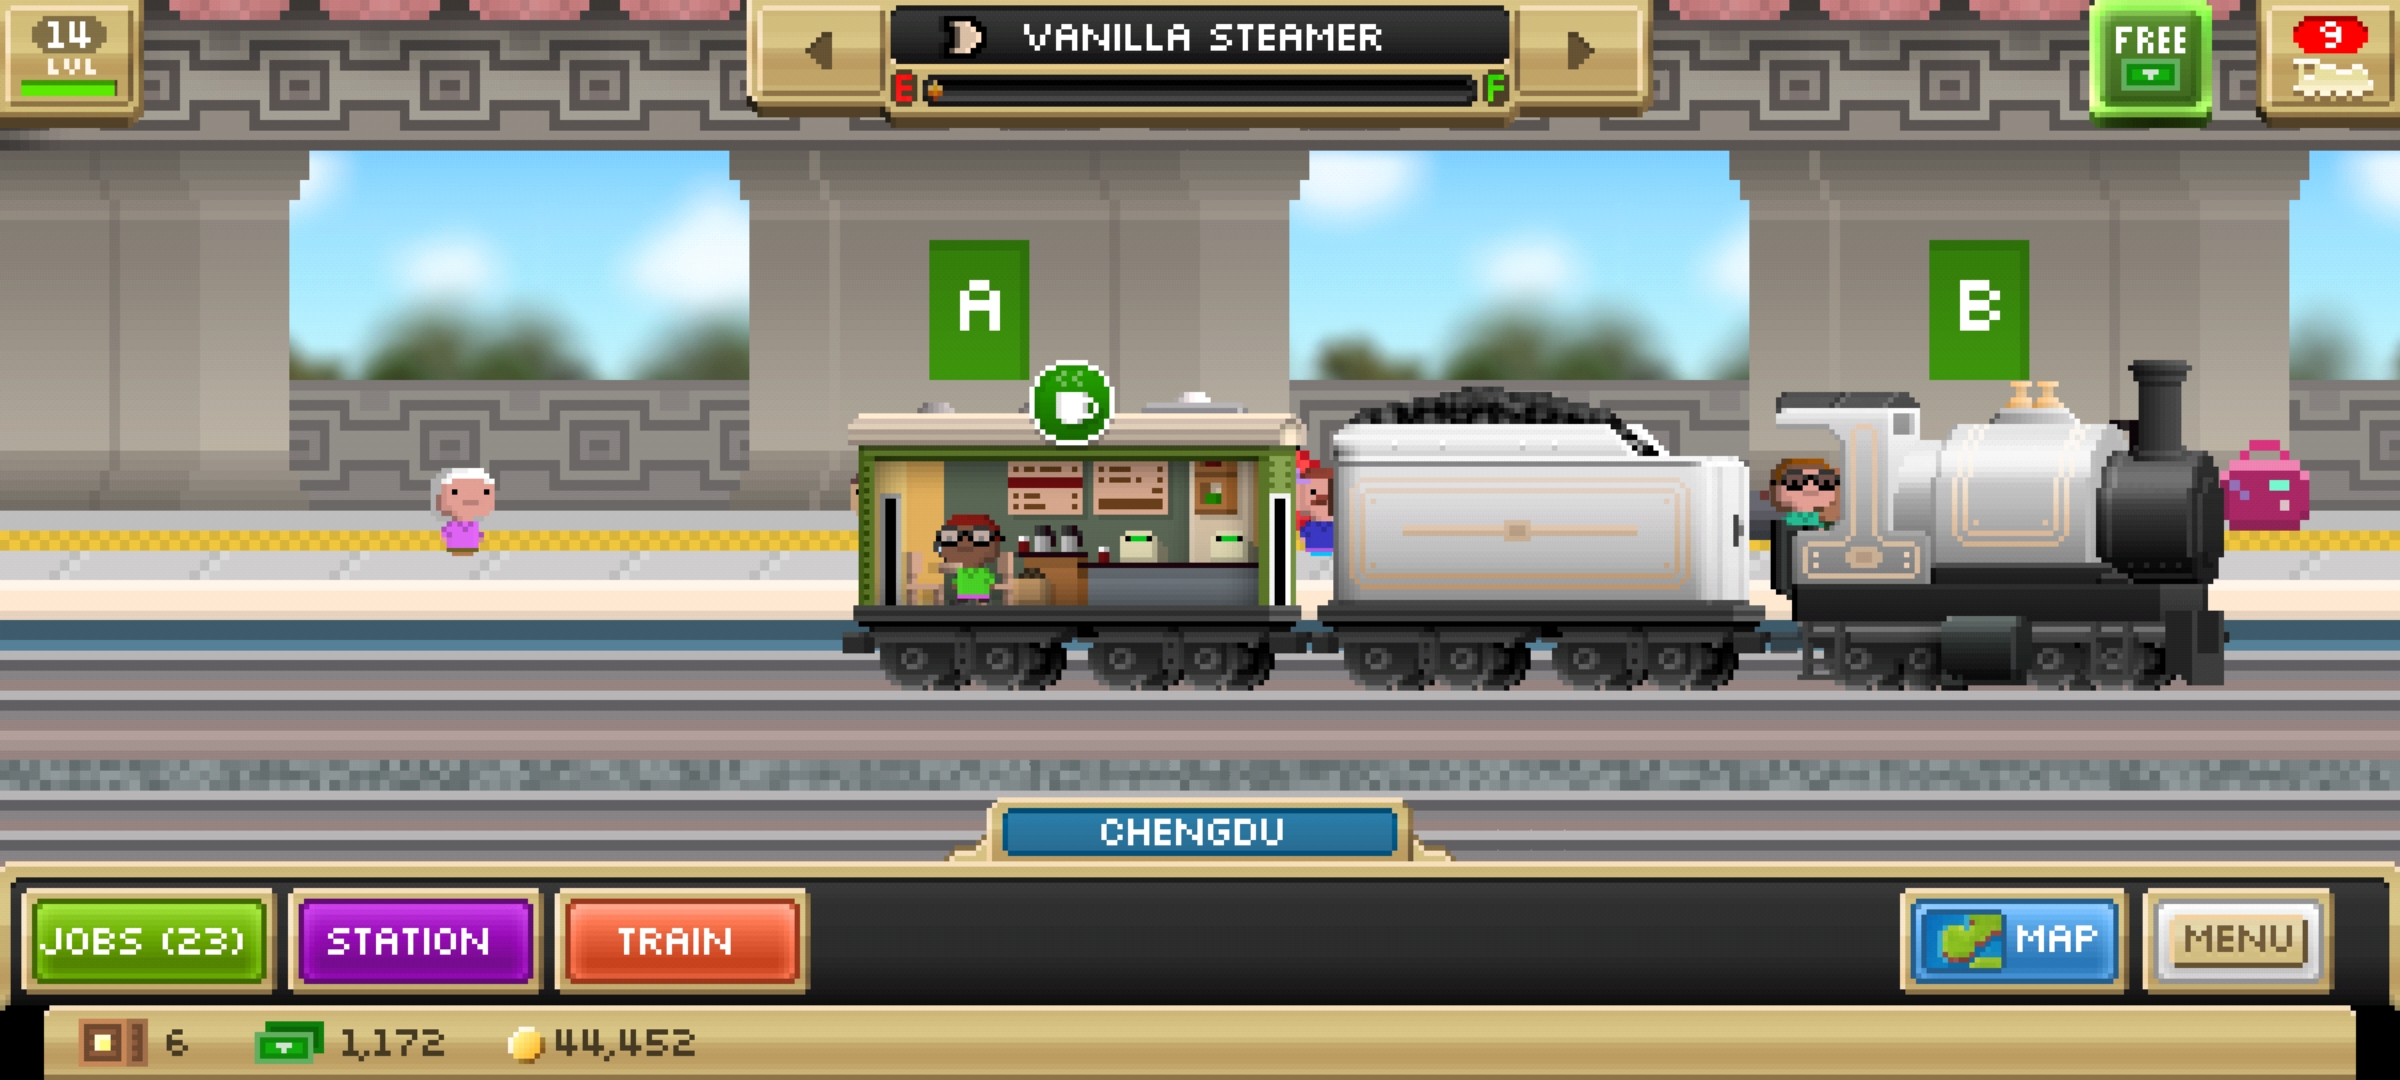 14
LVL
VANILLA STEAMER
E
F
FREE
9
A
B
CHENGDU
JOBS (23)
STATION
TRAIN
MAP
MENU
6
1,172
44,452